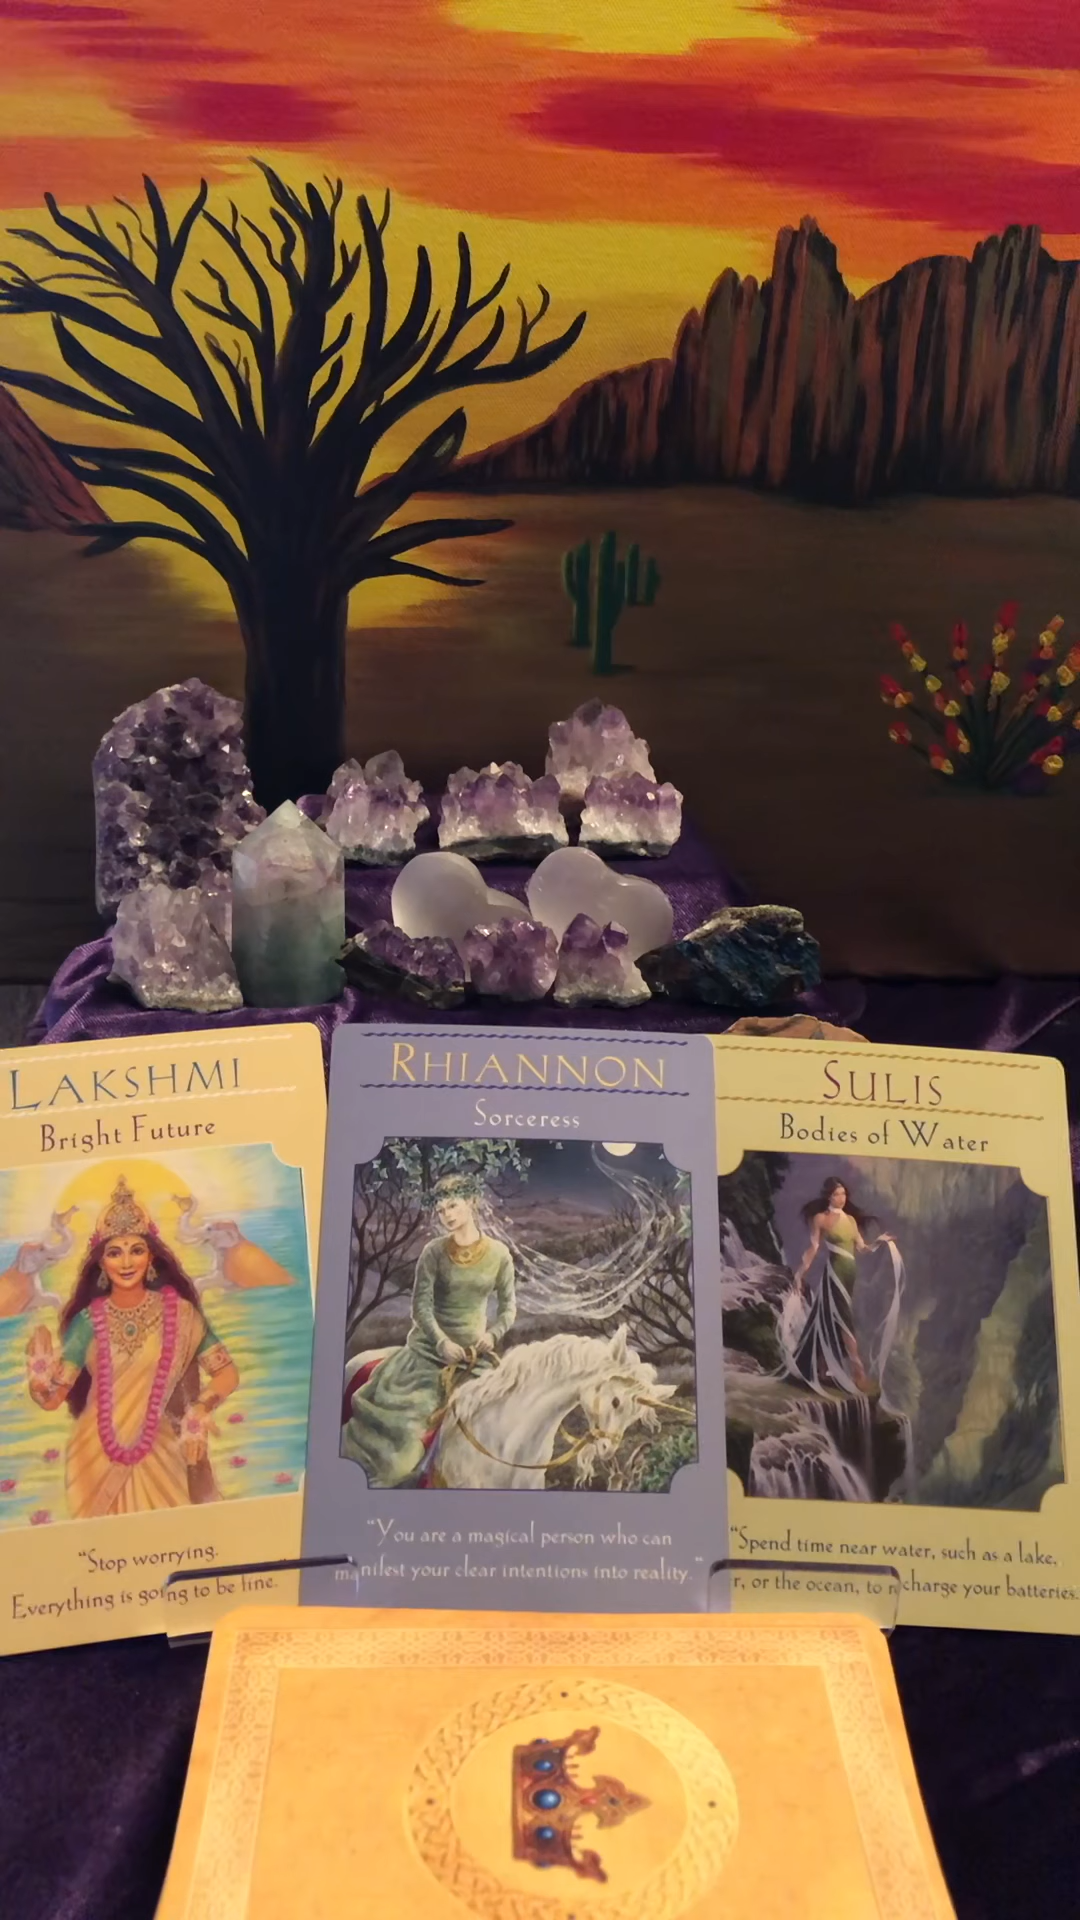 LAKSHMI
Bright Future
"Stop worrying.
Everything is going to be fine."
RHIANNON
Sorceress
"You are a magical person who can
manifest your clear intentions into reality."
SULIS
Bodies of Water
"Spend time near water, such as a lake,
r, or the ocean, to recharge your batteries.